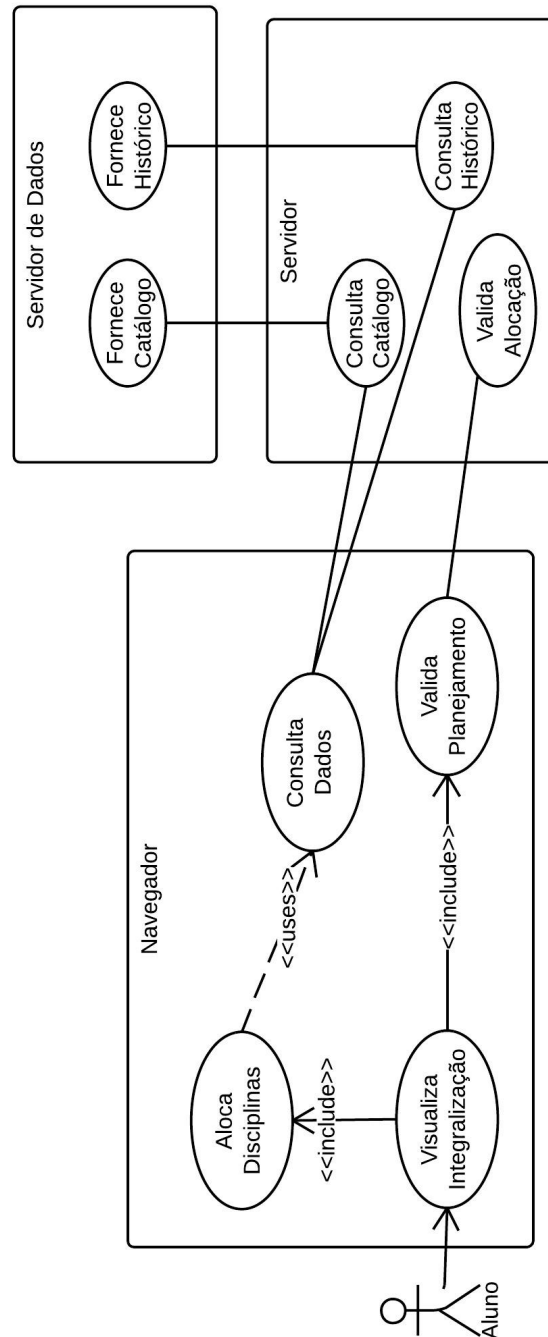 Servidor de Dados
Fornece
Catálogo
Fornece
Histórico
Servidor
Consulta
Catálogo
Consulta
Histórico
Valida
Alocação
Navegador
Aloca
Disciplinas
<<uses>>
Consulta
Dados
<<include>>
Visualiza
Integralização
<<include>>
Valida
Planejamento
Aluno